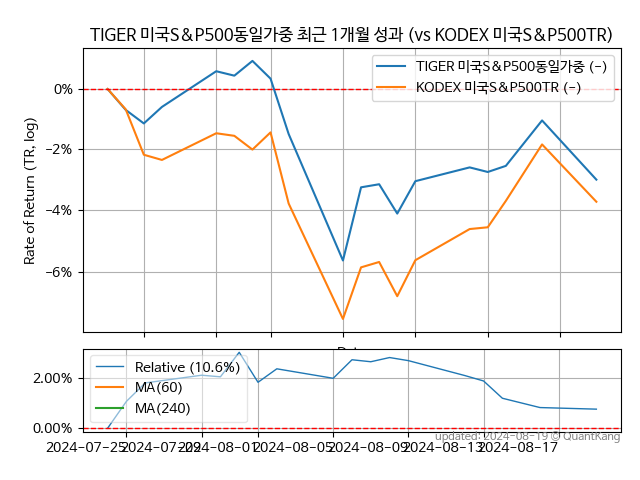 TIGER 미국S&P500동일가중 최근 1개월 성과 (vs KODEX 미국S&P500TR)
TIGER 미국S&P500동일가중 (-)
KODEX 미국S&P500TR (-)
Rate of Return (TR, log)
0%
-2%
-4%
-6%
Relative (10.6%)
MA(60)
MA(240)
2.00%
0.00%
updated: 2024-08-19 © QuantKang
2024-07-25 2024-07-29 2024-08-01 2024-08-05 2024-08-09 2024-08-13 2024-08-17